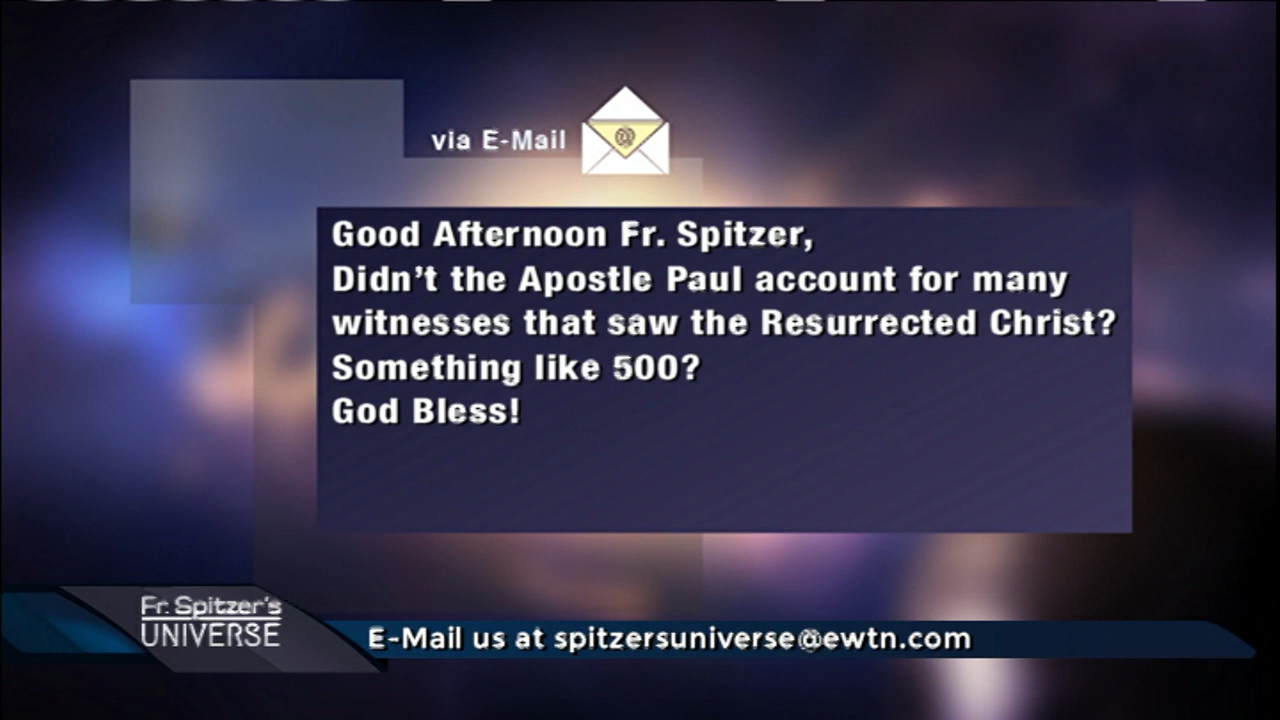 via E-Mail
@
Good Afternoon Fr. Spitzer,
Didn't the Apostle Paul account for many
witnesses that saw the Resurrected Christ?
Something like 500?
God Bless!
Fr. Spitzer's
UNIVERSE
E-Mail us at spitzersuniverse@ewtn.com